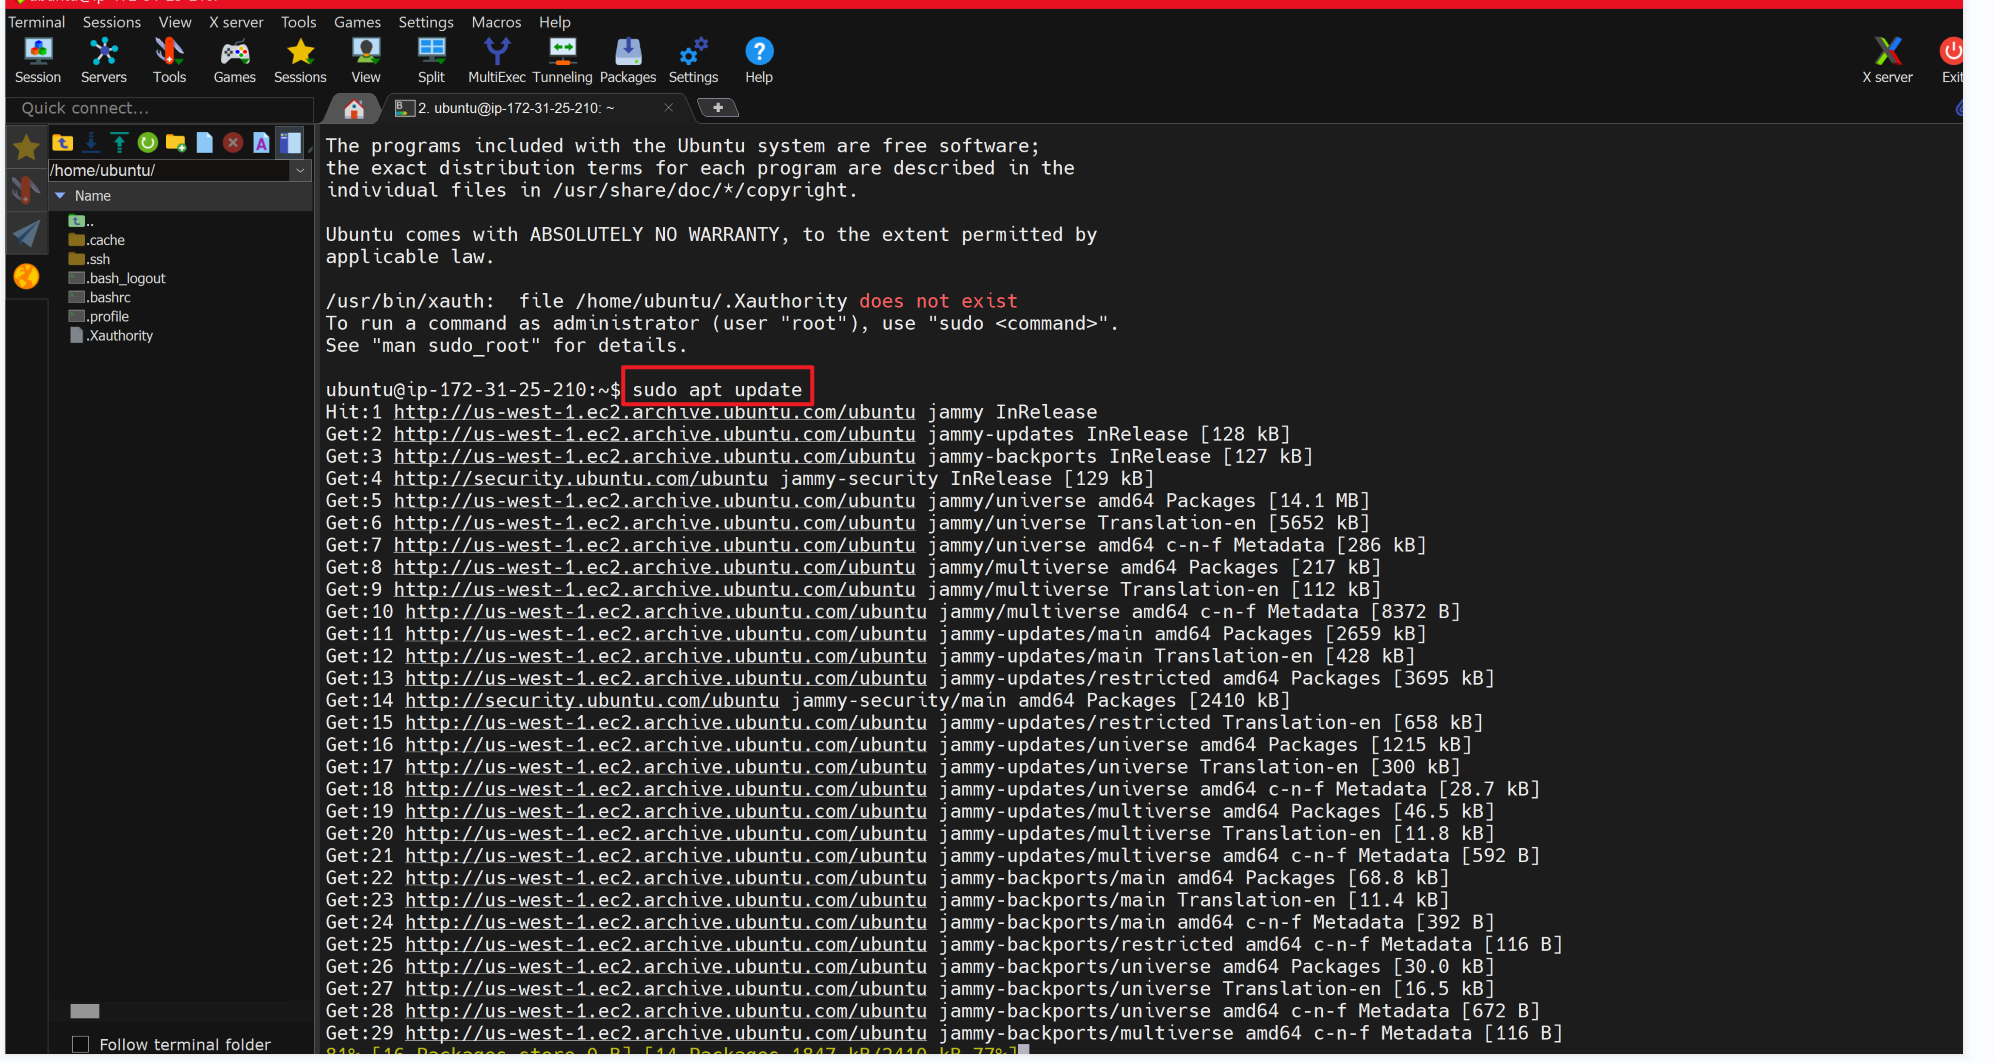 Terminal Sessions View X server Tools Games Settings Macros Help
Session Servers Tools Games Sessions View Split MultiExec Tunneling Packages Settings Help X server Exit
Quick connect...
2. ubuntu@ip-172-31-25-210: ~
/home/ubuntu/
Name
..
.cache
.ssh
.bash_logout
.bashrc
.profile
.Xauthority
Follow terminal folder
The programs included with the Ubuntu system are free software;
the exact distribution terms for each program are described in the
individual files in /usr/share/doc/*/copyright.
Ubuntu comes with ABSOLUTELY NO WARRANTY, to the extent permitted by
applicable law.
/usr/bin/xauth:  file /home/ubuntu/.Xauthority does not exist
To run a command as administrator (user "root"), use "sudo <command>".
See "man sudo_root" for details.
ubuntu@ip-172-31-25-210:~$ sudo apt update
Hit:1 http://us-west-1.ec2.archive.ubuntu.com/ubuntu jammy InRelease
Get:2 http://us-west-1.ec2.archive.ubuntu.com/ubuntu jammy-updates InRelease [128 kB]
Get:3 http://us-west-1.ec2.archive.ubuntu.com/ubuntu jammy-backports InRelease [127 kB]
Get:4 http://security.ubuntu.com/ubuntu jammy-security InRelease [129 kB]
Get:5 http://us-west-1.ec2.archive.ubuntu.com/ubuntu jammy/universe amd64 Packages [14.1 MB]
Get:6 http://us-west-1.ec2.archive.ubuntu.com/ubuntu jammy/universe Translation-en [5652 kB]
Get:7 http://us-west-1.ec2.archive.ubuntu.com/ubuntu jammy/universe amd64 c-n-f Metadata [286 kB]
Get:8 http://us-west-1.ec2.archive.ubuntu.com/ubuntu jammy/multiverse amd64 Packages [217 kB]
Get:9 http://us-west-1.ec2.archive.ubuntu.com/ubuntu jammy/multiverse Translation-en [112 kB]
Get:10 http://us-west-1.ec2.archive.ubuntu.com/ubuntu jammy/multiverse amd64 c-n-f Metadata [8372 B]
Get:11 http://us-west-1.ec2.archive.ubuntu.com/ubuntu jammy-updates/main amd64 Packages [2659 kB]
Get:12 http://us-west-1.ec2.archive.ubuntu.com/ubuntu jammy-updates/main Translation-en [428 kB]
Get:13 http://us-west-1.ec2.archive.ubuntu.com/ubuntu jammy-updates/restricted amd64 Packages [3695 kB]
Get:14 http://security.ubuntu.com/ubuntu jammy-security/main amd64 Packages [2410 kB]
Get:15 http://us-west-1.ec2.archive.ubuntu.com/ubuntu jammy-updates/restricted Translation-en [658 kB]
Get:16 http://us-west-1.ec2.archive.ubuntu.com/ubuntu jammy-updates/universe amd64 Packages [1215 kB]
Get:17 http://us-west-1.ec2.archive.ubuntu.com/ubuntu jammy-updates/universe Translation-en [300 kB]
Get:18 http://us-west-1.ec2.archive.ubuntu.com/ubuntu jammy-updates/universe amd64 c-n-f Metadata [28.7 kB]
Get:19 http://us-west-1.ec2.archive.ubuntu.com/ubuntu jammy-updates/multiverse amd64 Packages [46.5 kB]
Get:20 http://us-west-1.ec2.archive.ubuntu.com/ubuntu jammy-updates/multiverse Translation-en [11.8 kB]
Get:21 http://us-west-1.ec2.archive.ubuntu.com/ubuntu jammy-updates/multiverse amd64 c-n-f Metadata [592 B]
Get:22 http://us-west-1.ec2.archive.ubuntu.com/ubuntu jammy-backports/main amd64 Packages [68.8 kB]
Get:23 http://us-west-1.ec2.archive.ubuntu.com/ubuntu jammy-backports/main Translation-en [11.4 kB]
Get:24 http://us-west-1.ec2.archive.ubuntu.com/ubuntu jammy-backports/main amd64 c-n-f Metadata [392 B]
Get:25 http://us-west-1.ec2.archive.ubuntu.com/ubuntu jammy-backports/restricted amd64 c-n-f Metadata [116 B]
Get:26 http://us-west-1.ec2.archive.ubuntu.com/ubuntu jammy-backports/universe amd64 Packages [30.0 kB]
Get:27 http://us-west-1.ec2.archive.ubuntu.com/ubuntu jammy-backports/universe Translation-en [16.5 kB]
Get:28 http://us-west-1.ec2.archive.ubuntu.com/ubuntu jammy-backports/universe amd64 c-n-f Metadata [672 B]
Get:29 http://us-west-1.ec2.archive.ubuntu.com/ubuntu jammy-backports/multiverse amd64 c-n-f Metadata [116 B]
81% [16 Packages store 0 B] [14 Packages 1847 kB/2410 kB 77%]